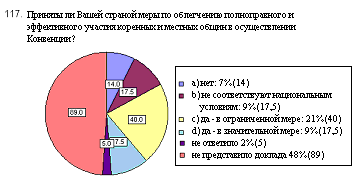 117. Приняты ли Вашей страной меры по облегчению полноправного и
эффективного участия коренных и местных общин в осуществлении
Конвенции?
14.0
17.5
40.0
17.5
5.0
89.0
a) нет: 7% (14)
b) не соответствуют национальным
условиям: 9% (17,5)
c) да - в ограниченной мере: 21% (40)
d) да - в значительной мере: 9% (17,5)
не ответило 2% (5)
не представило доклада 48% (89)